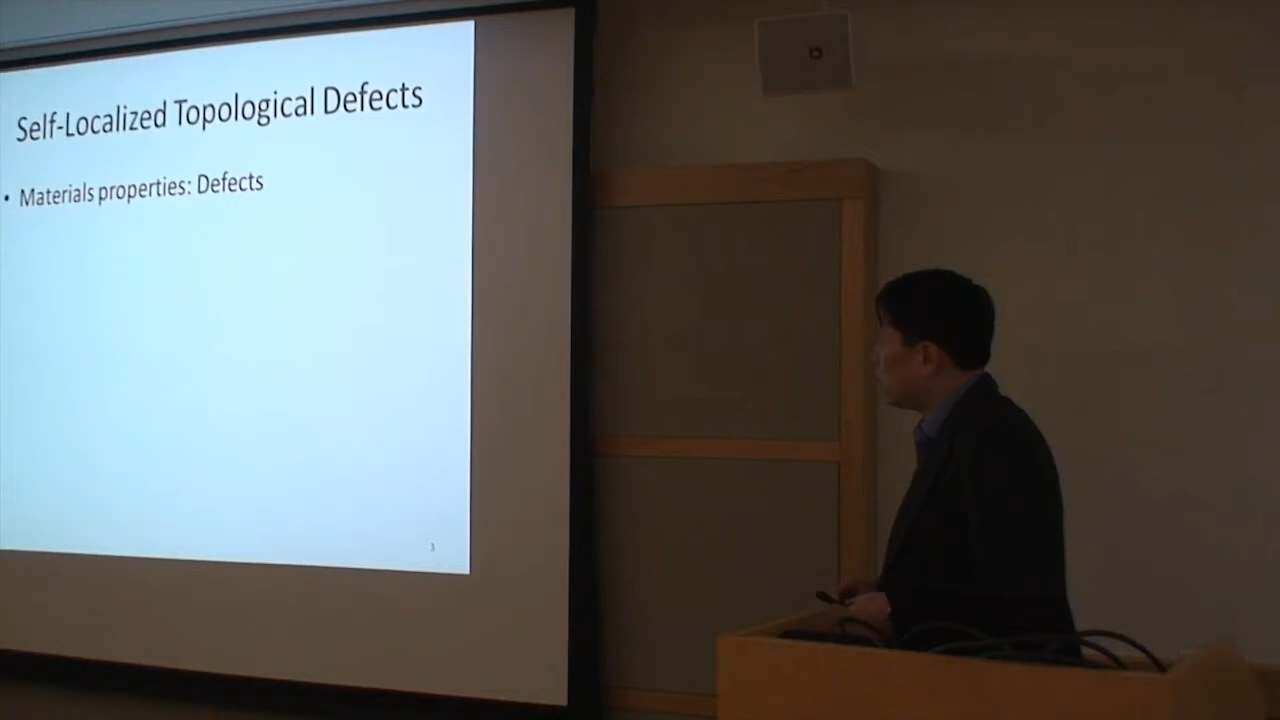 Self-Localized Topological Defects
• Materials properties: Defects
3